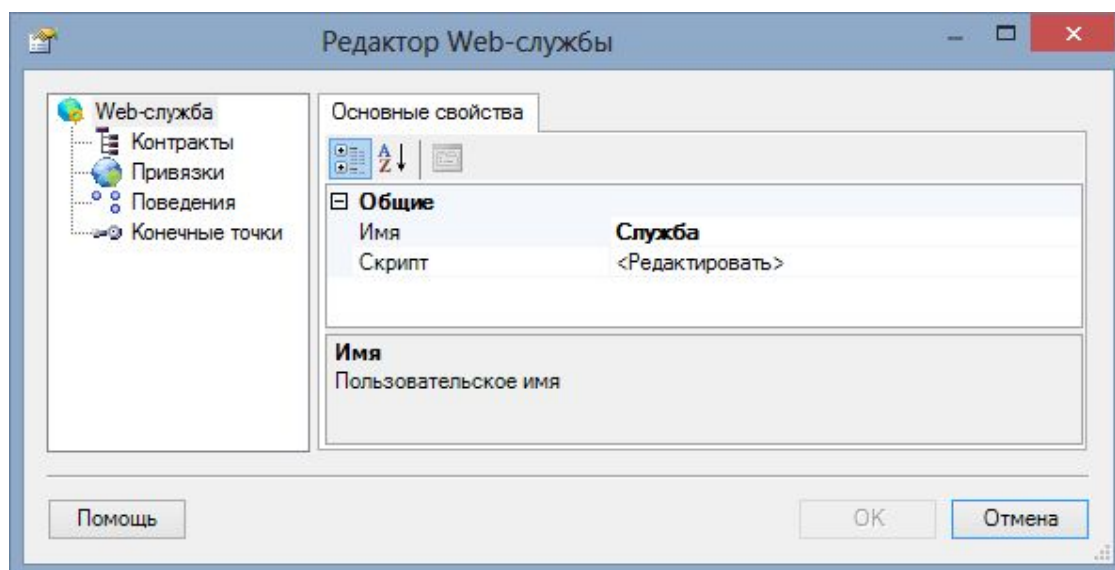 Редактор Web-службы
Web-служба
Контракты
Привязки
Поведения
Конечные точки
Основные свойства
Общие
Имя Служба
Скрипт <Редактировать>
Имя
Пользовательское имя
Помощь
OK
Отмена